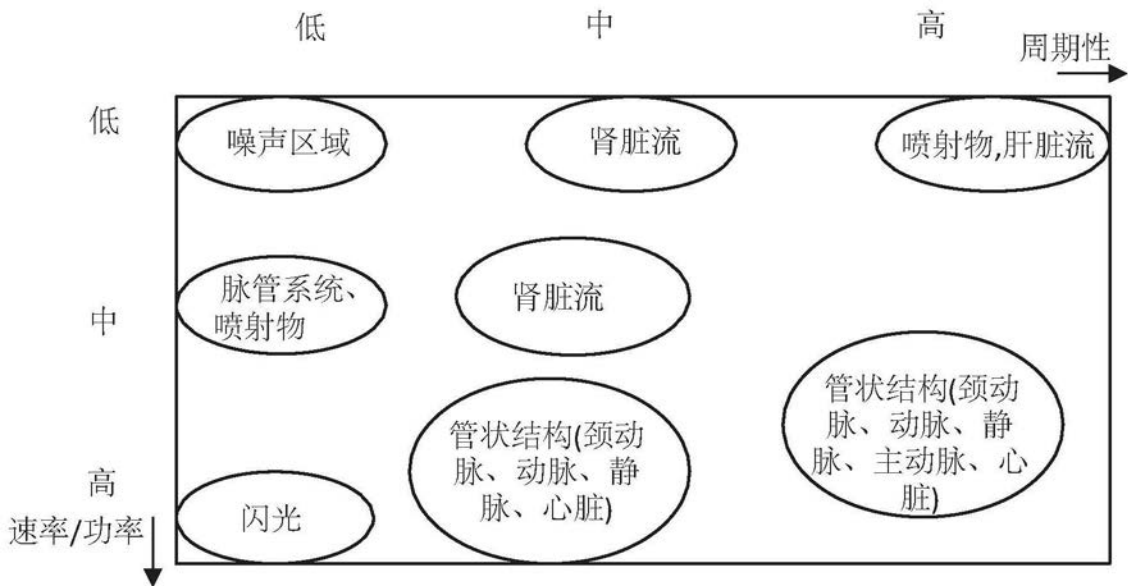 低 中 高
周期性
低
噪声区域
肾脏流
喷射物,肝脏流
中
脉管系统、
喷射物
肾脏流
管状结构(颈动
脉、动脉、静
脉、心脏)
管状结构(颈动
脉、动脉、静
脉、主动脉、心
脏)
高
速率/功率
闪光